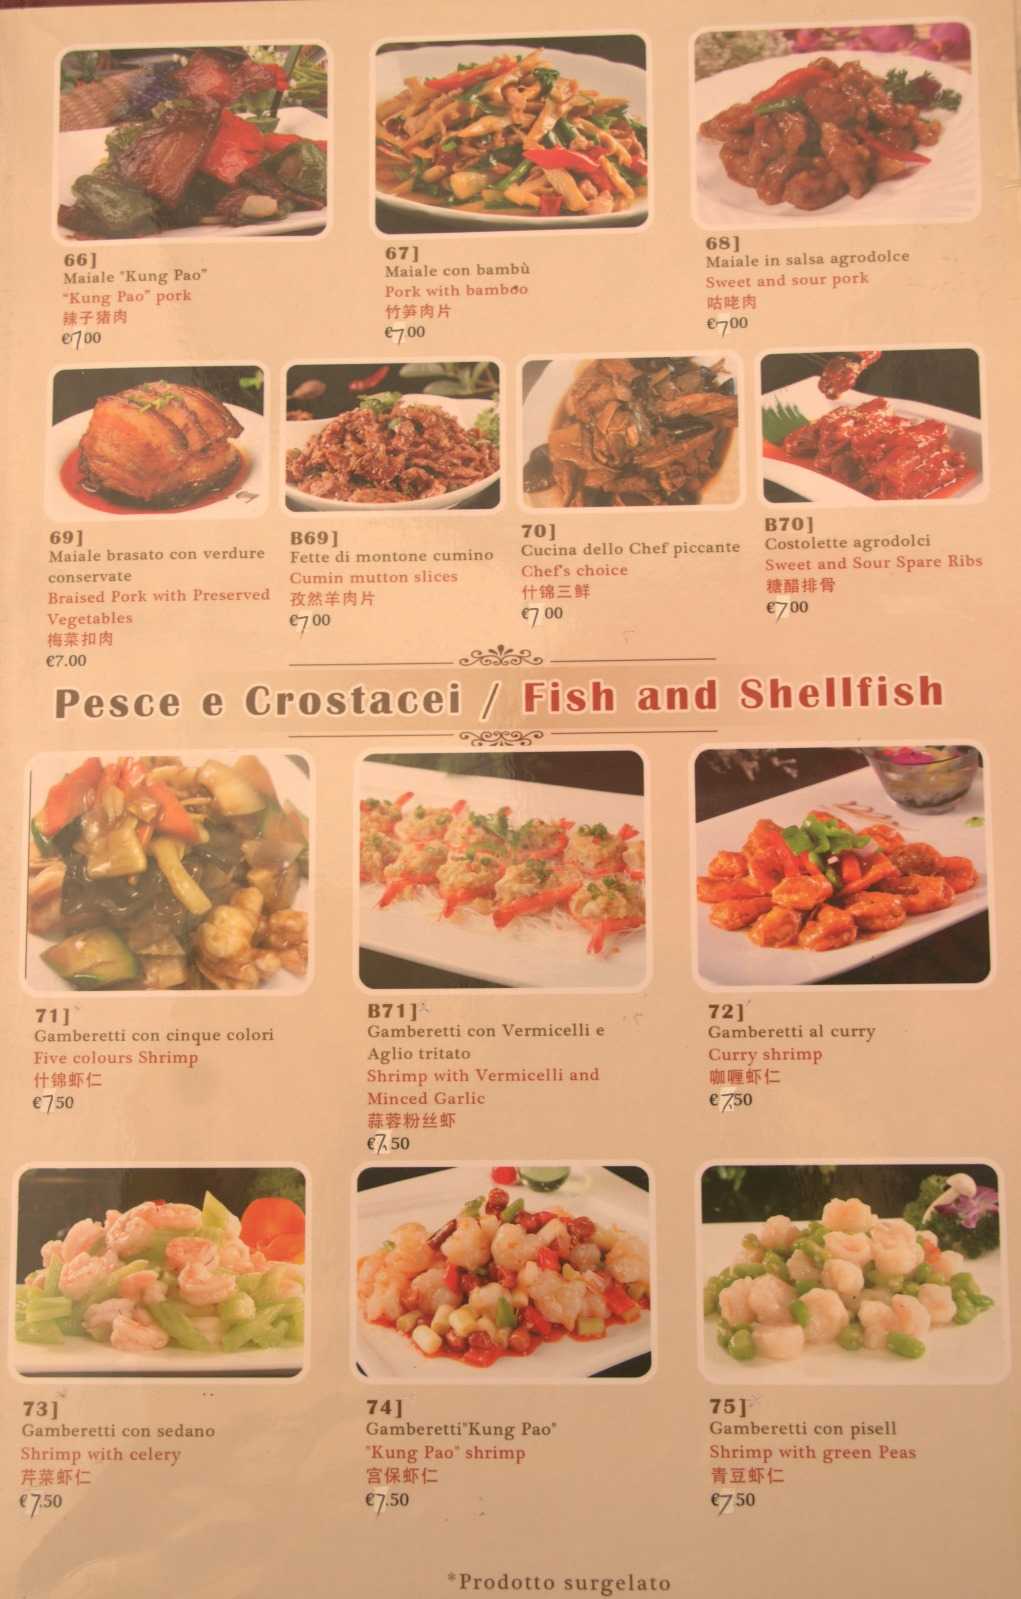 66]
Maiale "Kung Pao"
"Kung Pao" pork
辣子猪肉
€7.00
67]
Maiale con bambù
Pork with bamboo
竹笋肉片
€7.00
68]
Maiale in salsa agrodolce
Sweet and sour pork
咕咾肉
€7.00
69]
Maiale brasato con verdure
conservate
Braised Pork with Preserved
Vegetables
梅菜扣肉
€7.00
B69]
Fette di montone cumino
Cumin mutton slices
孜然羊肉片
€7.00
70]
Cucina dello Chef piccante
Chef's choice
什锦三鲜
€7.00
B70]
Costolette agrodolci
Sweet and Sour Spare Ribs
糖醋排骨
€7.00
Pesce e Crostacei / Fish and Shellfish
71]
Gamberetti con cinque colori
Five colours Shrimp
什锦虾仁
€7.50
B71]
Gamberetti con Vermicelli e
Aglio tritato
Shrimp with Vermicelli and
Minced Garlic
蒜蓉粉丝虾
€7.50
72]
Gamberetti al curry
Curry shrimp
咖喱虾仁
€7.50
73]
Gamberetti con sedano
Shrimp with celery
芹菜虾仁
€7.50
74]
Gamberetti"Kung Pao"
"Kung Pao" shrimp
宫保虾仁
€7.50
75]
Gamberetti con pisell
Shrimp with green Peas
青豆虾仁
€7.50
*Prodotto surgelato